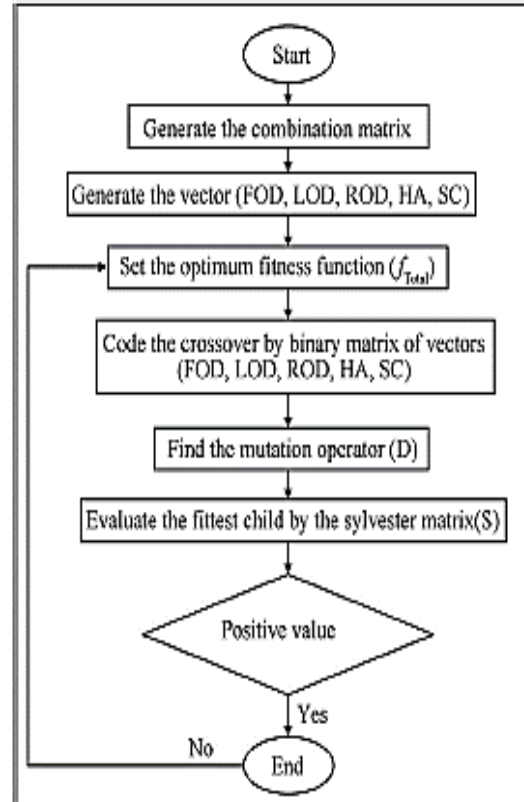 Start
Generate the combination matrix
Generate the vector (FOD, LOD, ROD, HA, SC)
Set the optimum fitness function (fTotal)
Code the crossover by binary matrix of vectors
(FOD, LOD, ROD, HA, SC)
Find the mutation operator (D)
Evaluate the fittest child by the sylvester matrix(S)
Positive value
Yes
No
End